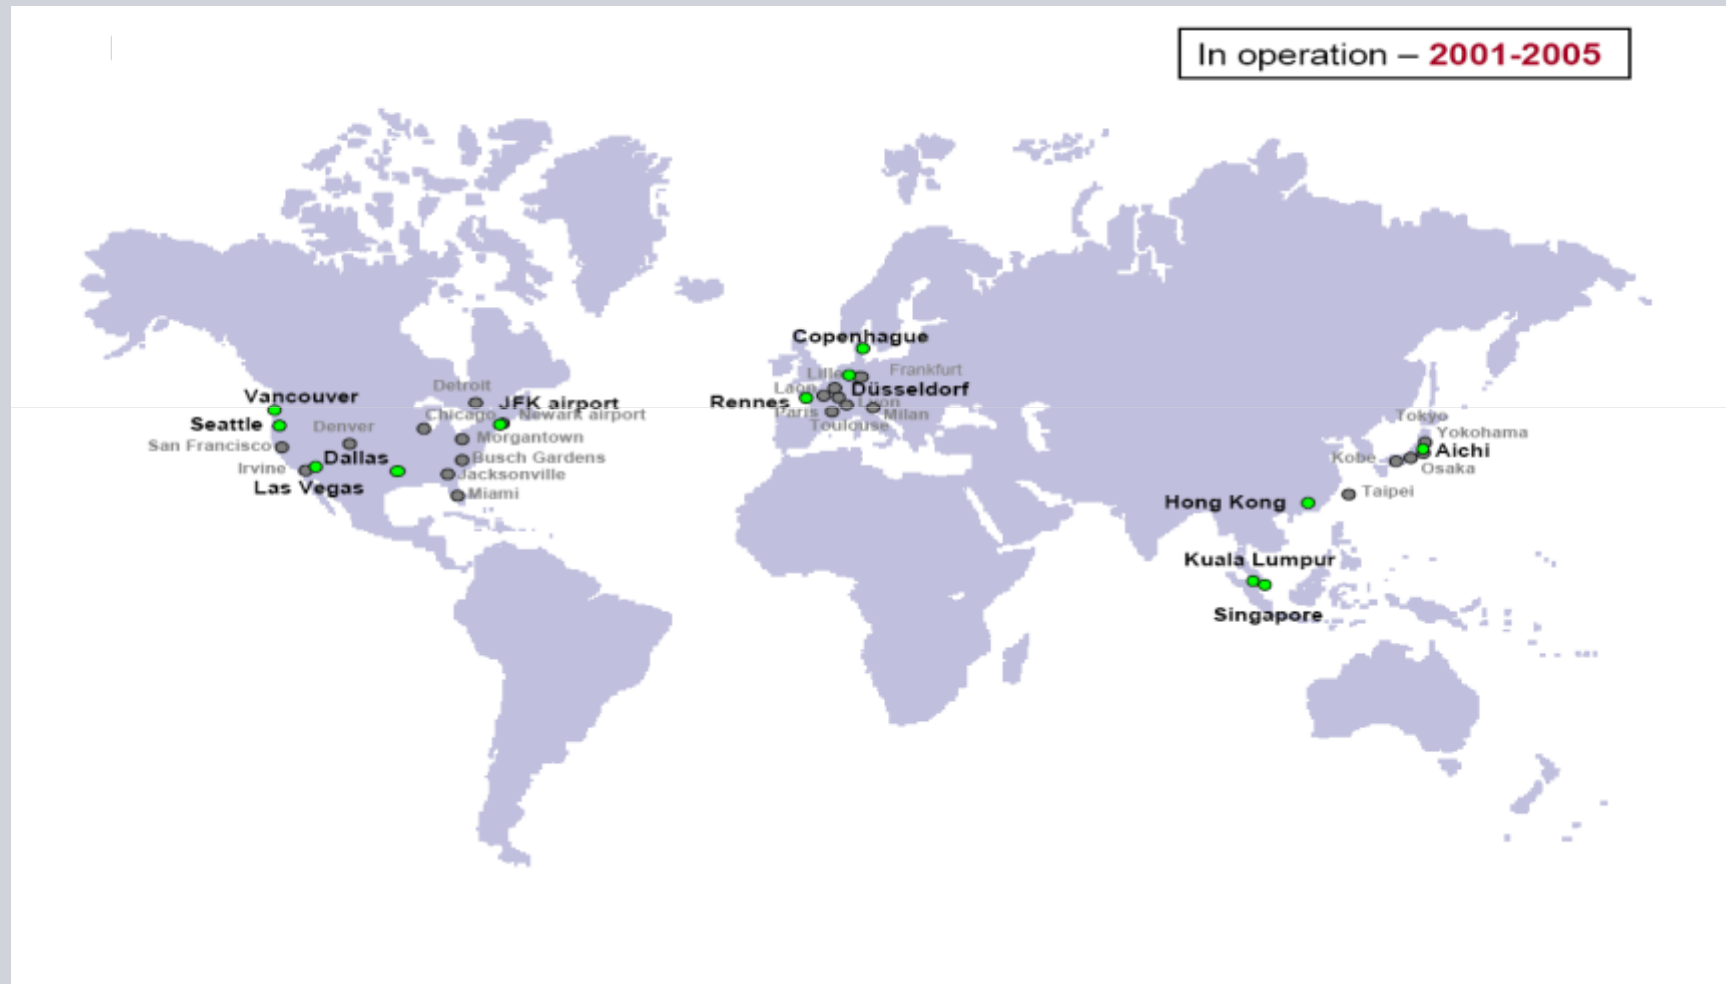 In operation – 2001-2005
Copenhague
Lille
Frankfurt
Laon
Düsseldorf
Rennes
Lyon
Paris
Milan
Toulouse
Detroit
Vancouver
JFK airport
Chicago
Newark airport
Seattle
Denver
San Francisco
Morgantown
Irvine
Dallas
Busch Gardens
Jacksonville
Las Vegas
Miami
Tokyo
Yokohama
Kobe
Aichi
Osaka
Taipei
Hong Kong
Kuala Lumpur
Singapore